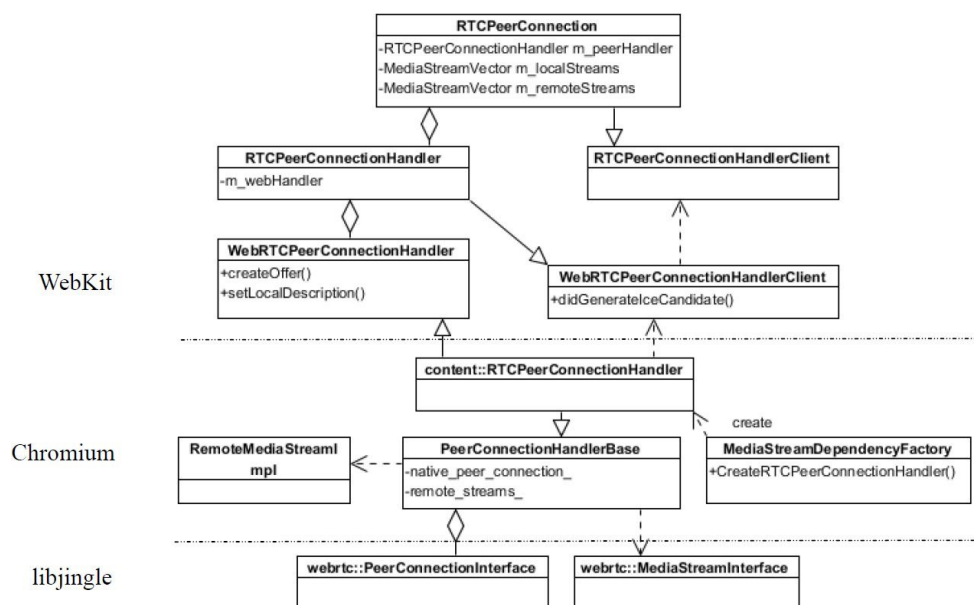 RTCPeerConnection
-RTCPeerConnectionHandler m_peerHandler
-MediaStreamVector m_localStreams
-MediaStreamVector m_remoteStreams
RTCPeerConnectionHandler
-m_webHandler
RTCPeerConnectionHandlerClient
WebRTCPeerConnectionHandler
+createOffer()
+setLocalDescription()
WebRTCPeerConnectionHandlerClient
+didGenerateIceCandidate()
WebKit
content::RTCPeerConnectionHandler
create
Chromium
RemoteMediaStreamI
mpl
PeerConnectionHandlerBase
-native_peer_connection_
-remote_streams_
MediaStreamDependencyFactory
+CreateRTCPeerConnectionHandler()
libjingle
webrtc::PeerConnectionInterface
webrtc::MediaStreamInterface